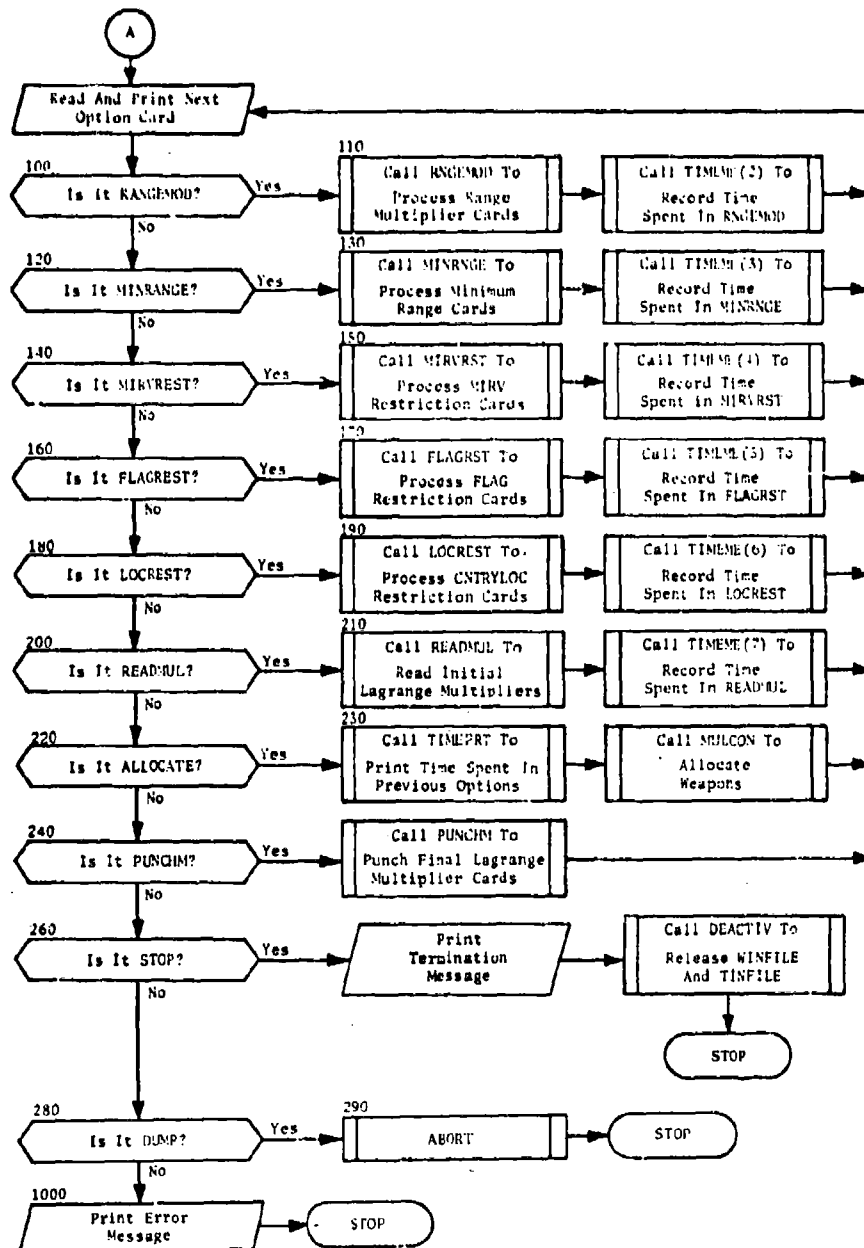 A
Read And Print Next
Option Card
100
Is It RANGEMOD?
Yes
No
110
Call RNGEMOD To
Process Range
Multiplier Cards
Call TIMEME(2) To
Record Time
Spent In RNGEMOD
120
Is It MINRANGE?
Yes
No
130
Call MINRNGE To
Process Minimum
Range Cards
Call TIMEME(3) To
Record Time
Spent In MINRNGE
140
Is It MIRVREST?
Yes
No
150
Call MIRVRST To
Process MIRV
Restriction Cards
Call TIMEME(4) To
Record Time
Spent in MIRVRST
160
Is It FLAGREST?
Yes
No
170
Call FLAGRST To
Process FLAG
Restriction Cards
Call TIMEME(5) To
Record Time
Spent In FLAGRST
180
Is It LOCREST?
Yes
No
190
Call LOCREST To
Process CNTRYLOC
Restriction Cards
Call TIMEME(6) To
Record Time
Spent In LOCREST
200
Is It READMUL?
Yes
No
210
Call READMUL To
Read Initial
Lagrange Multipliers
Call TIMEME(7) To
Record Time
Spent In READMUL
220
Is It ALLOCATE?
Yes
No
230
Call TIMEPRT To
Print Time Spent In
Previous Options
Call MULCON To
Allocate
Weapons
240
Is It PUNCHM?
Yes
No
Call PUNCHM To
Punch Final Lagrange
Multiplier Cards
260
Is It STOP?
Yes
No
Print
Termination
Message
Call DEACTIV To
Release WINFILE
And TINFILE
STOP
280
Is It DUMP?
Yes
No
290
ABORT
STOP
1000
Print Error
Message
STOP